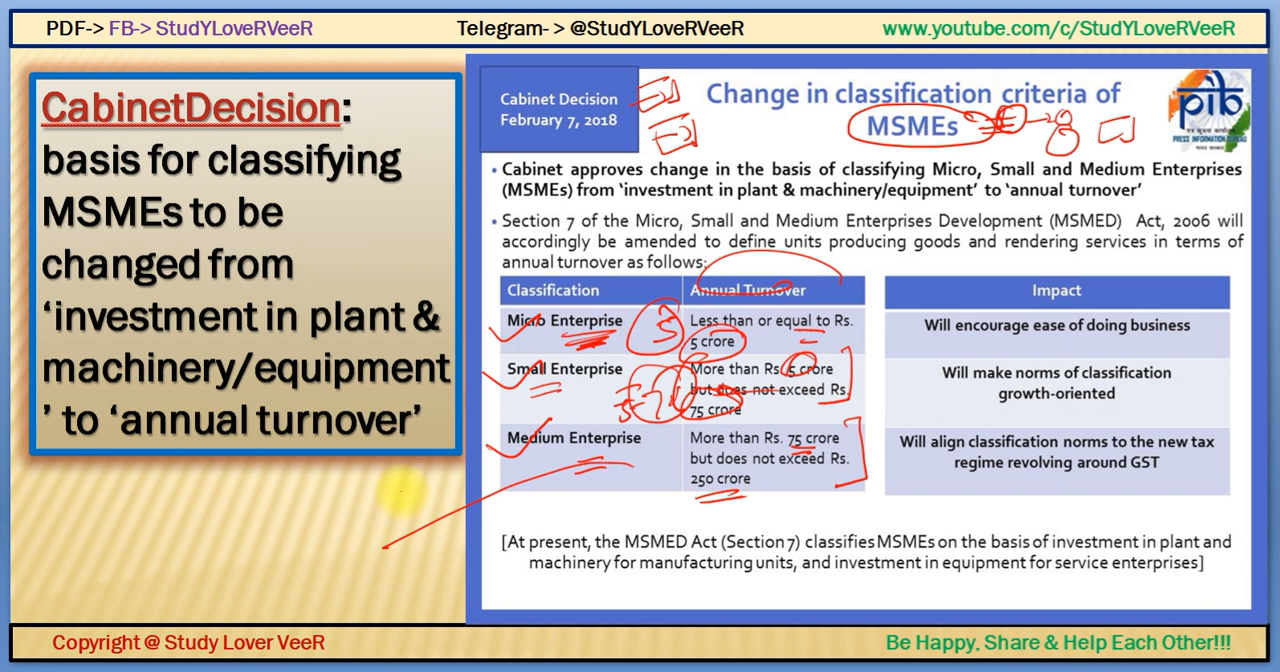 PDF-> FB-> StudYLoveRVeeR
Telegram- > @StudYLoveRVeeR
www.youtube.com/c/StudYLoveRVeeR
CabinetDecision:
basis for classifying
MSMEs to be
changed from
‘investment in plant &
machinery/equipment
’ to ‘annual turnover’
Cabinet Decision
February 7, 2018
Change in classification criteria of
MSMEs
pib
पत्र सूचना कार्यालय
PRESS INFORMATION BUREAU
भारत सरकार
• Cabinet approves change in the basis of classifying Micro, Small and Medium Enterprises
(MSMEs) from ‘investment in plant & machinery/equipment’ to ‘annual turnover’
• Section 7 of the Micro, Small and Medium Enterprises Development (MSMED) Act, 2006 will
accordingly be amended to define units producing goods and rendering services in terms of
annual turnover as follows:
Classification
Annual Turnover
Micro Enterprise
Less than or equal to Rs.
5 crore
Small Enterprise
More than Rs. 5 crore
but does not exceed Rs.
75 crore
Medium Enterprise
More than Rs. 75 crore
but does not exceed Rs.
250 crore
Impact
Will encourage ease of doing business
Will make norms of classification
growth-oriented
Will align classification norms to the new tax
regime revolving around GST
[At present, the MSMED Act (Section 7) classifies MSMEs on the basis of investment in plant and
machinery for manufacturing units, and investment in equipment for service enterprises]
Copyright @ Study Lover VeeR
Be Happy, Share & Help Each Other!!!